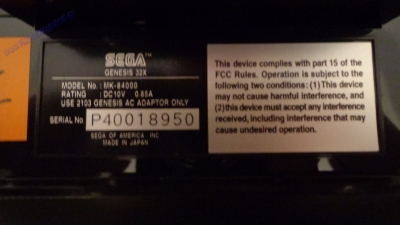 SEGA™
GENESIS 32X
MODEL No. : MK-84000
RATING : DC10V 0.85A
USE 2103 GENESIS AC ADAPTOR ONLY
SERIAL No. P40018950
SEGA OF AMERICA, INC.
MADE IN JAPAN
This device complies with part 15 of the
FCC Rules. Operation is subject to the
following two conditions: (1) This device
may not cause harmful interference, and
(2) this device must accept any interference
received, including interference that may
cause undesired operation.